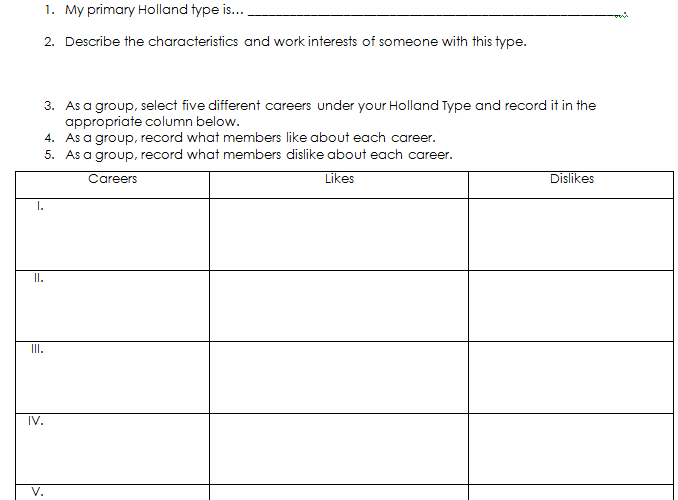 1. My primary Holland type is... ___________________________________________________
2. Describe the characteristics and work interests of someone with this type.
3. As a group, select five different careers under your Holland Type and record it in the
appropriate column below.
4. As a group, record what members like about each career.
5. As a group, record what members dislike about each career.
Careers Likes Dislikes
I.
II.
III.
IV.
V.